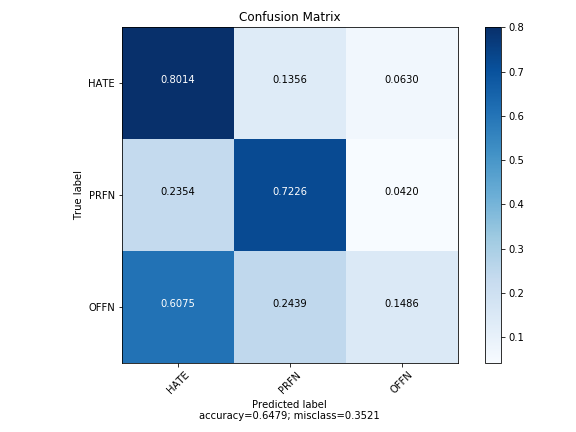 Confusion Matrix
HATE 0.8014 0.1356 0.0630
PRFN 0.2354 0.7226 0.0420
OFFN 0.6075 0.2439 0.1486
True label
HATE PRFN OFFN
Predicted label
accuracy=0.6479; misclass=0.3521
0.8
0.7
0.6
0.5
0.4
0.3
0.2
0.1